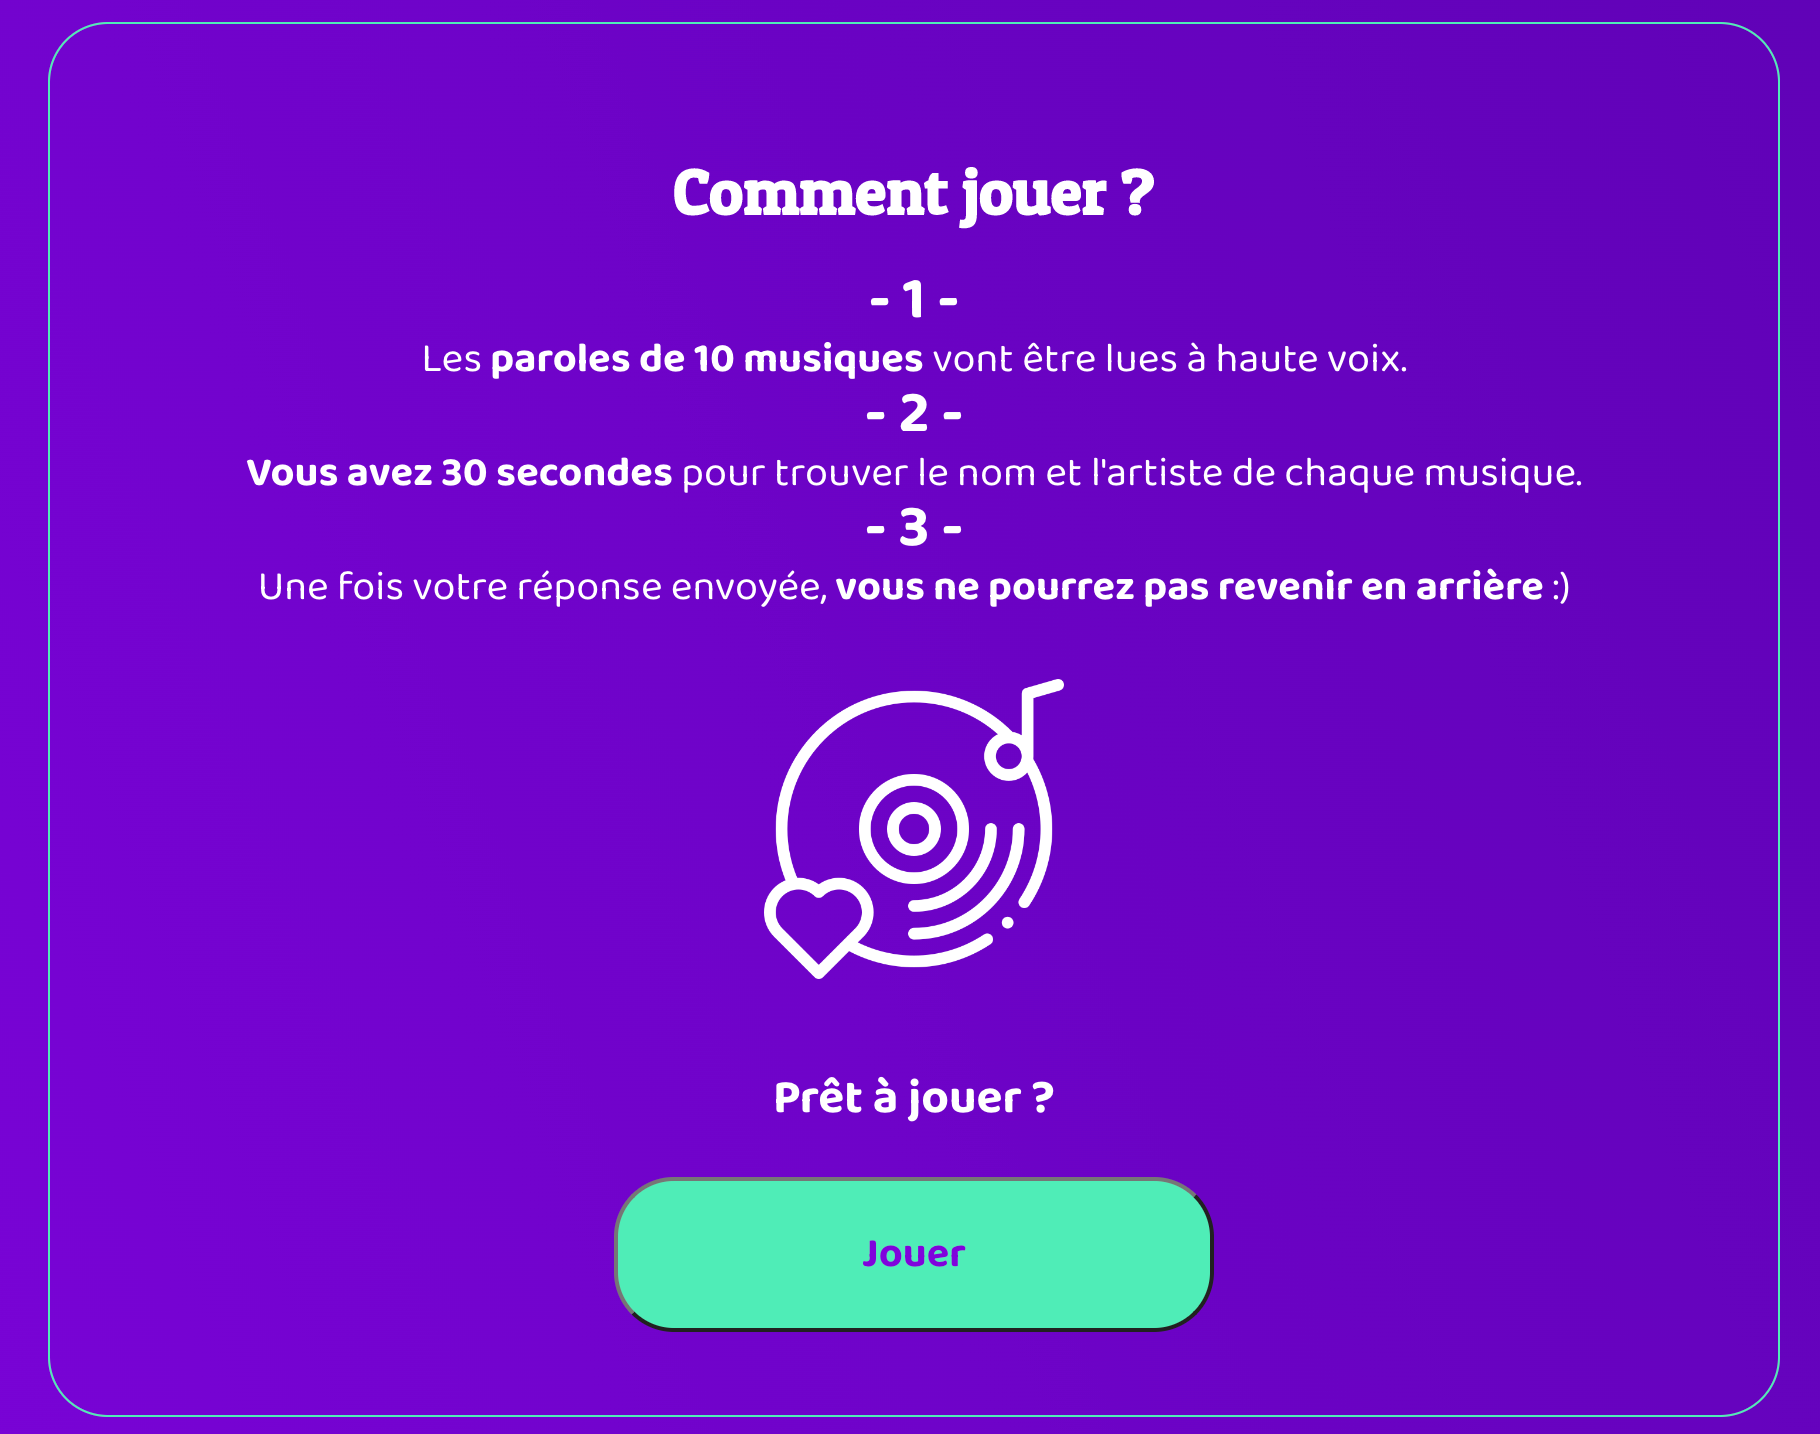 Comment jouer ?
- 1 -
Les paroles de 10 musiques vont être lues à haute voix.
- 2 -
Vous avez 30 secondes pour trouver le nom et l'artiste de chaque musique.
- 3 -
Une fois votre réponse envoyée, vous ne pourrez pas revenir en arrière :)
Prêt à jouer ?
Jouer